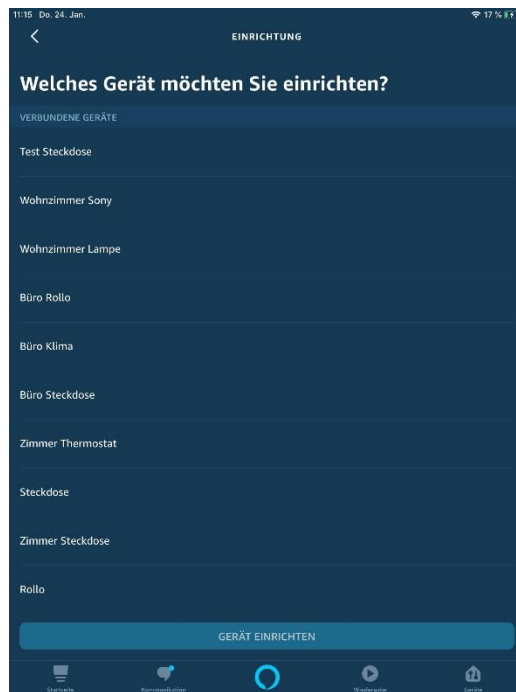 11:15 Do. 24. Jan. 17 %
EINRICHTUNG
Welches Gerät möchten Sie einrichten?
VERBUNDENE GERÄTE
Test Steckdose
Wohnzimmer Sony
Wohnzimmer Lampe
Büro Rollo
Büro Klima
Büro Steckdose
Zimmer Thermostat
Steckdose
Zimmer Steckdose
Rollo
GERÄT EINRICHTEN
Startseite Kommunikation Wiedergabe Geräte